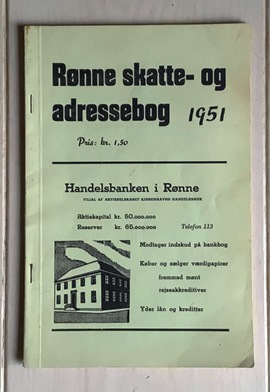 Rønne skatte- og
adressebog 1951
Pris: kr. 1,50
Handelsbanken i Rønne
FILIAL AF AKTIESELSKABET KJØBENHAVNS HANDELSBANK
Aktiekapital kr. 50.000.000
Reserver kr. 65.000.000 Telefon 113
Modtager indskud på bankbog
Køber og sælger værdipapirer
fremmed mønt
rejseakkreditiver
Yder lån og kreditter